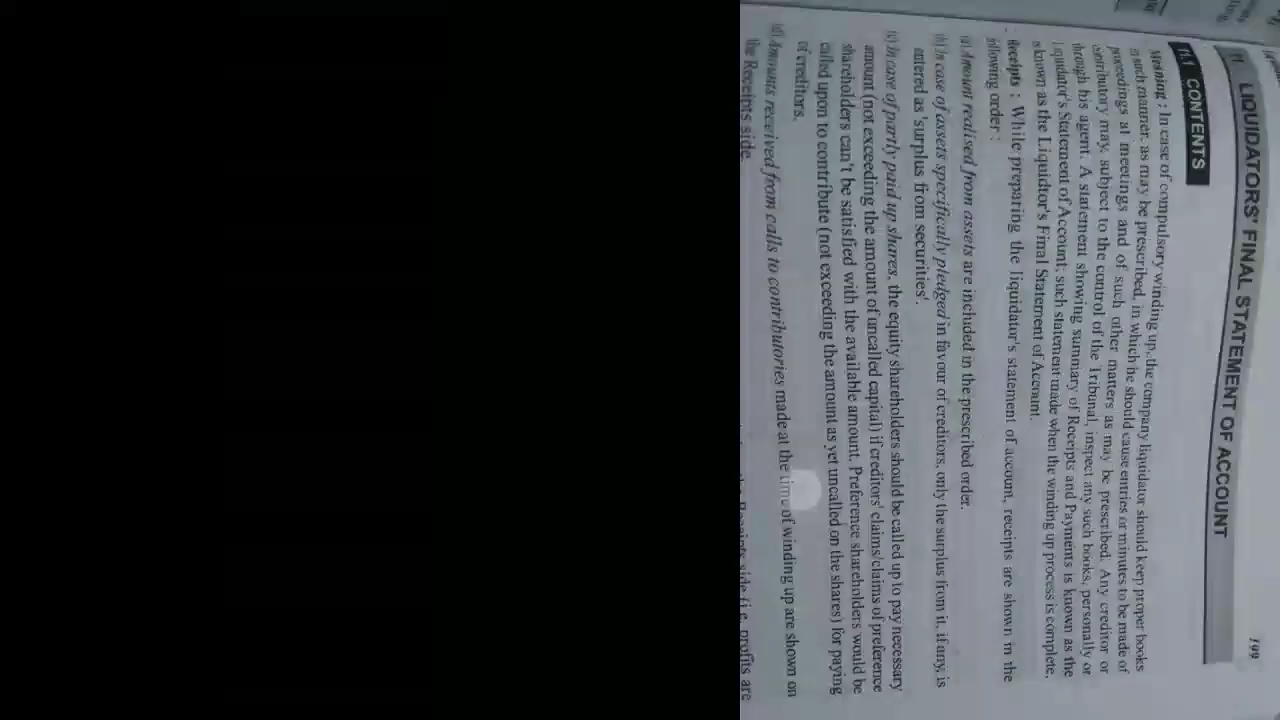 199
11 LIQUIDATORS' FINAL STATEMENT OF ACCOUNT
11.1 CONTENTS
Meaning : In case of compulsory winding up, the company liquidator should keep proper books
in such manner, as may be prescribed, in which he should cause entries or minutes to be made of
proceedings at meetings and of such other matters as may be prescribed. Any creditor or
contributory may, subject to the control of the Tribunal, inspect any such books, personally or
through his agent. A statement showing summary of Receipts and Payments is known as the
Liquidator's Statement of Account; such statement made when the winding up process is complete,
is known as the Liquidtor's Final Statement of Account.
Receipts : While preparing the liquidator's statement of account, receipts are shown in the
following order :
(a) Amount realised from assets are included in the prescribed order.
(b) In case of assets specifically pledged in favour of creditors, only the surplus from it, if any, is
entered as 'surplus from securities'.
(c) In case of partly paid up shares, the equity shareholders should be called up to pay necessary
amount (not exceeding the amount of uncalled capital) if creditors' claims/claims of preference
shareholders can't be satisfied with the available amount. Preference shareholders would be
called upon to contribute (not exceeding the amount as yet uncalled on the shares) for paying
of creditors.
(d) Amounts received from calls to contributories made at the time of winding up are shown on
the Receipts side.
the Receipts side (i.e. profits are